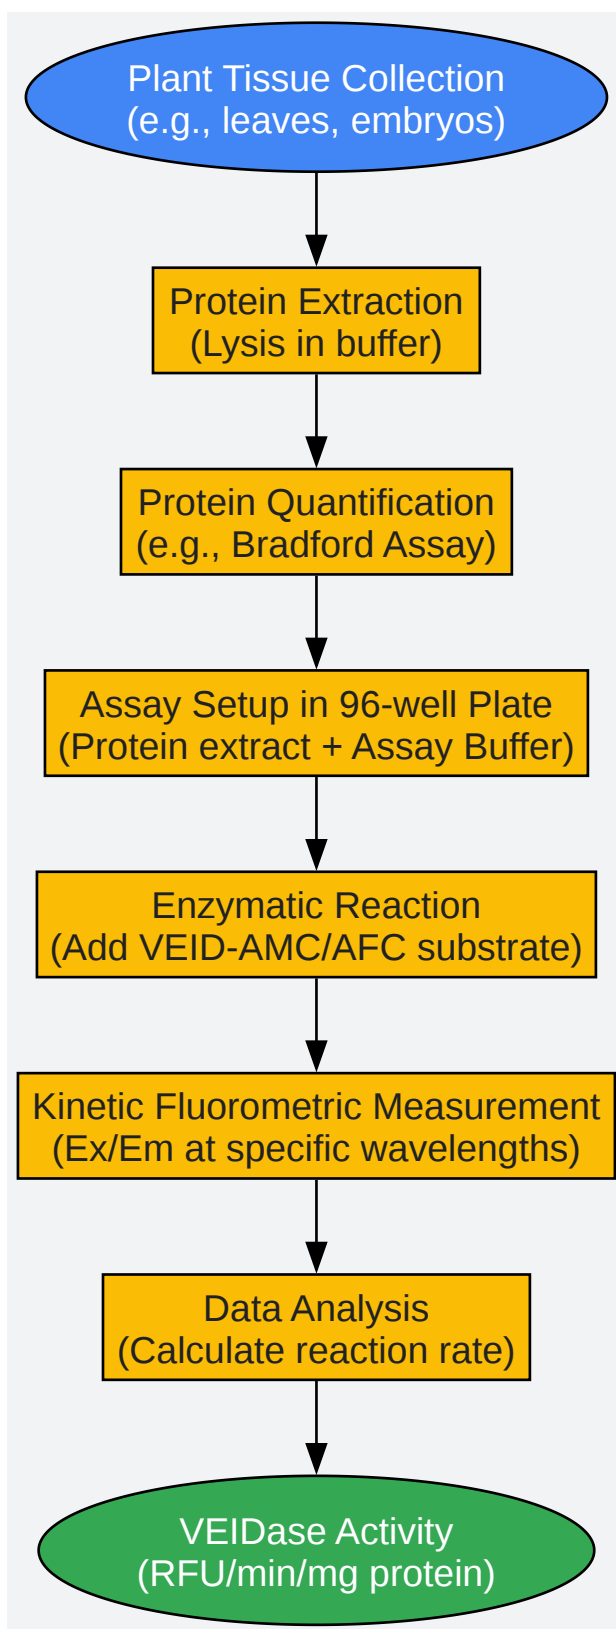 Plant Tissue Collection
(e.g., leaves, embryos)
Protein Extraction
(Lysis in buffer)
Protein Quantification
(e.g., Bradford Assay)
Assay Setup in 96-well Plate
(Protein extract + Assay Buffer)
Enzymatic Reaction
(Add VEID-AMC/AFC substrate)
Kinetic Fluorometric Measurement
(Ex/Em at specific wavelengths)
Data Analysis
(Calculate reaction rate)
VEIDase Activity
(RFU/min/mg protein)